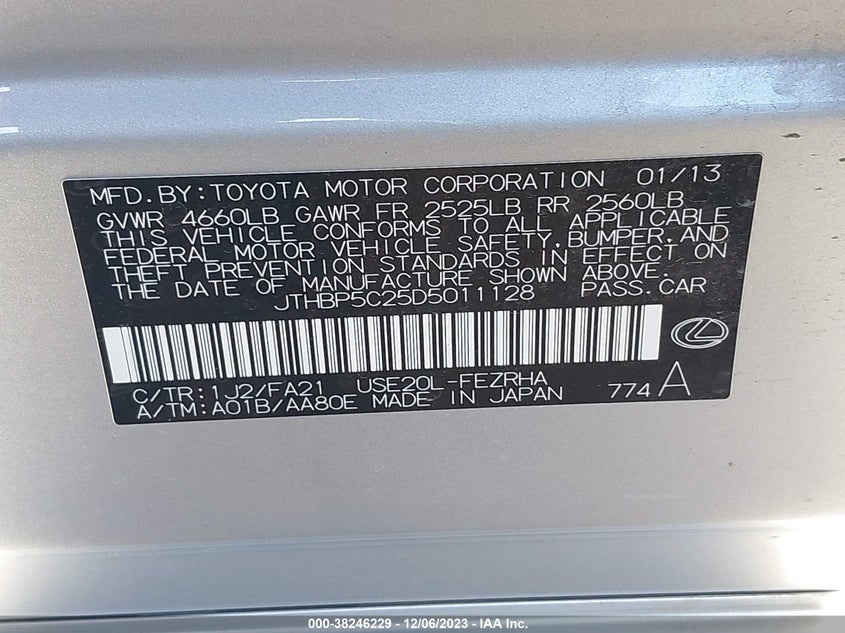 MFD.BY:TOYOTA MOTOR CORPORATION 01/13
GVWR 4660LB GAWR FR 2525LB RR 2560LB
THIS VEHICLE CONFORMS TO ALL APPLICABLE
FEDERAL MOTOR VEHICLE SAFETY,BUMPER,AND
THEFT PREVENTION STANDARDS IN EFFECT ON
THE DATE OF MANUFACTURE SHOWN ABOVE.
JTHBP5C25D5011128 PASS.CAR
C/TR:1J2/FA21 USE20L-FEZRHA
A/TM:A01B/AA80E MADE IN JAPAN 774A
000-38246229 - 12/06/2023 - IAA Inc.